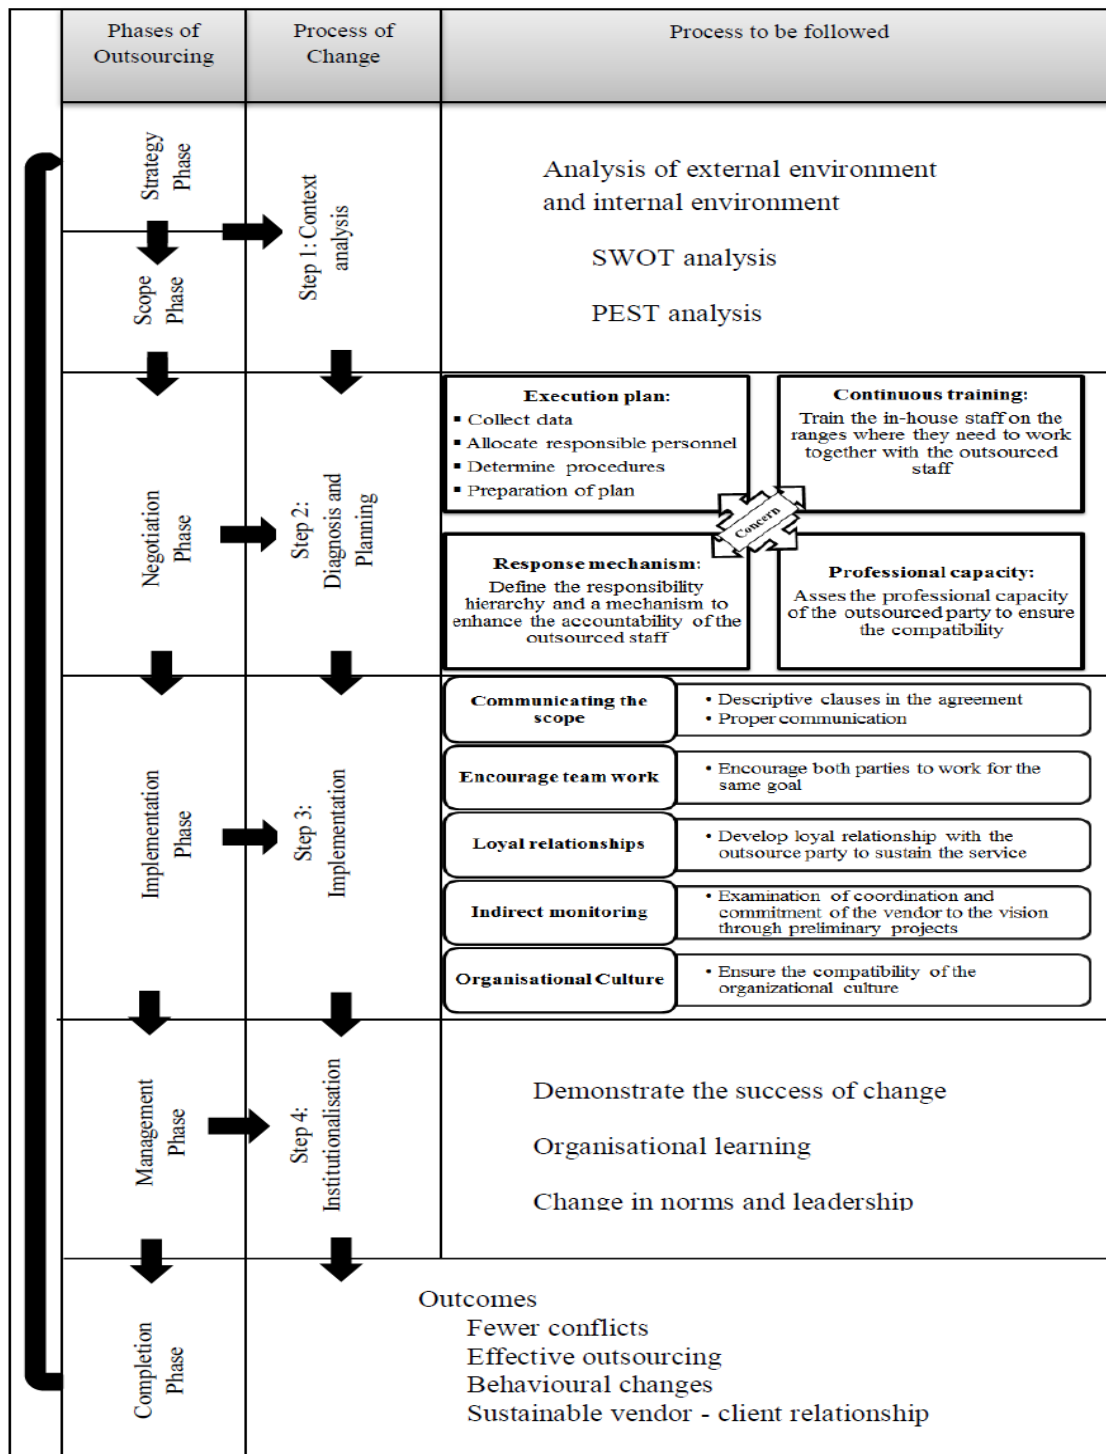 Phases of
Outsourcing
Process of
Change
Process to be followed
Strategy
Phase
Scope
Phase
Step 1: Context
analysis
Analysis of external environment
and internal environment
SWOT analysis
PEST analysis
Negotiation
Phase
Step 2:
Diagnosis and
Planning
Execution plan:
▪ Collect data
▪ Allocate responsible personnel
▪ Determine procedures
▪ Preparation of plan
Continuous training:
Train the in-house staff on the
ranges where they need to work
together with the outsourced
staff
Concern
Response mechanism:
Define the responsibility
hierarchy and a mechanism to
enhance the accountability of the
outsourced staff
Professional capacity:
Asses the professional capacity
of the outsourced party to ensure
the compatibility
Implementation
Phase
Step 3:
Implementation
Communicating the
scope
• Descriptive clauses in the agreement
• Proper communication
Encourage team work
• Encourage both parties to work for the
same goal
Loyal relationships
• Develop loyal relationship with the
outsource party to sustain the service
Indirect monitoring
• Examination of coordination and
commitment of the vendor to the vision
through preliminary projects
Organisational Culture
• Ensure the compatibility of the
organizational culture
Management
Phase
Step 4:
Institutionalisation
Demonstrate the success of change
Organisational learning
Change in norms and leadership
Completion
Phase
Outcomes
Fewer conflicts
Effective outsourcing
Behavioural changes
Sustainable vendor - client relationship